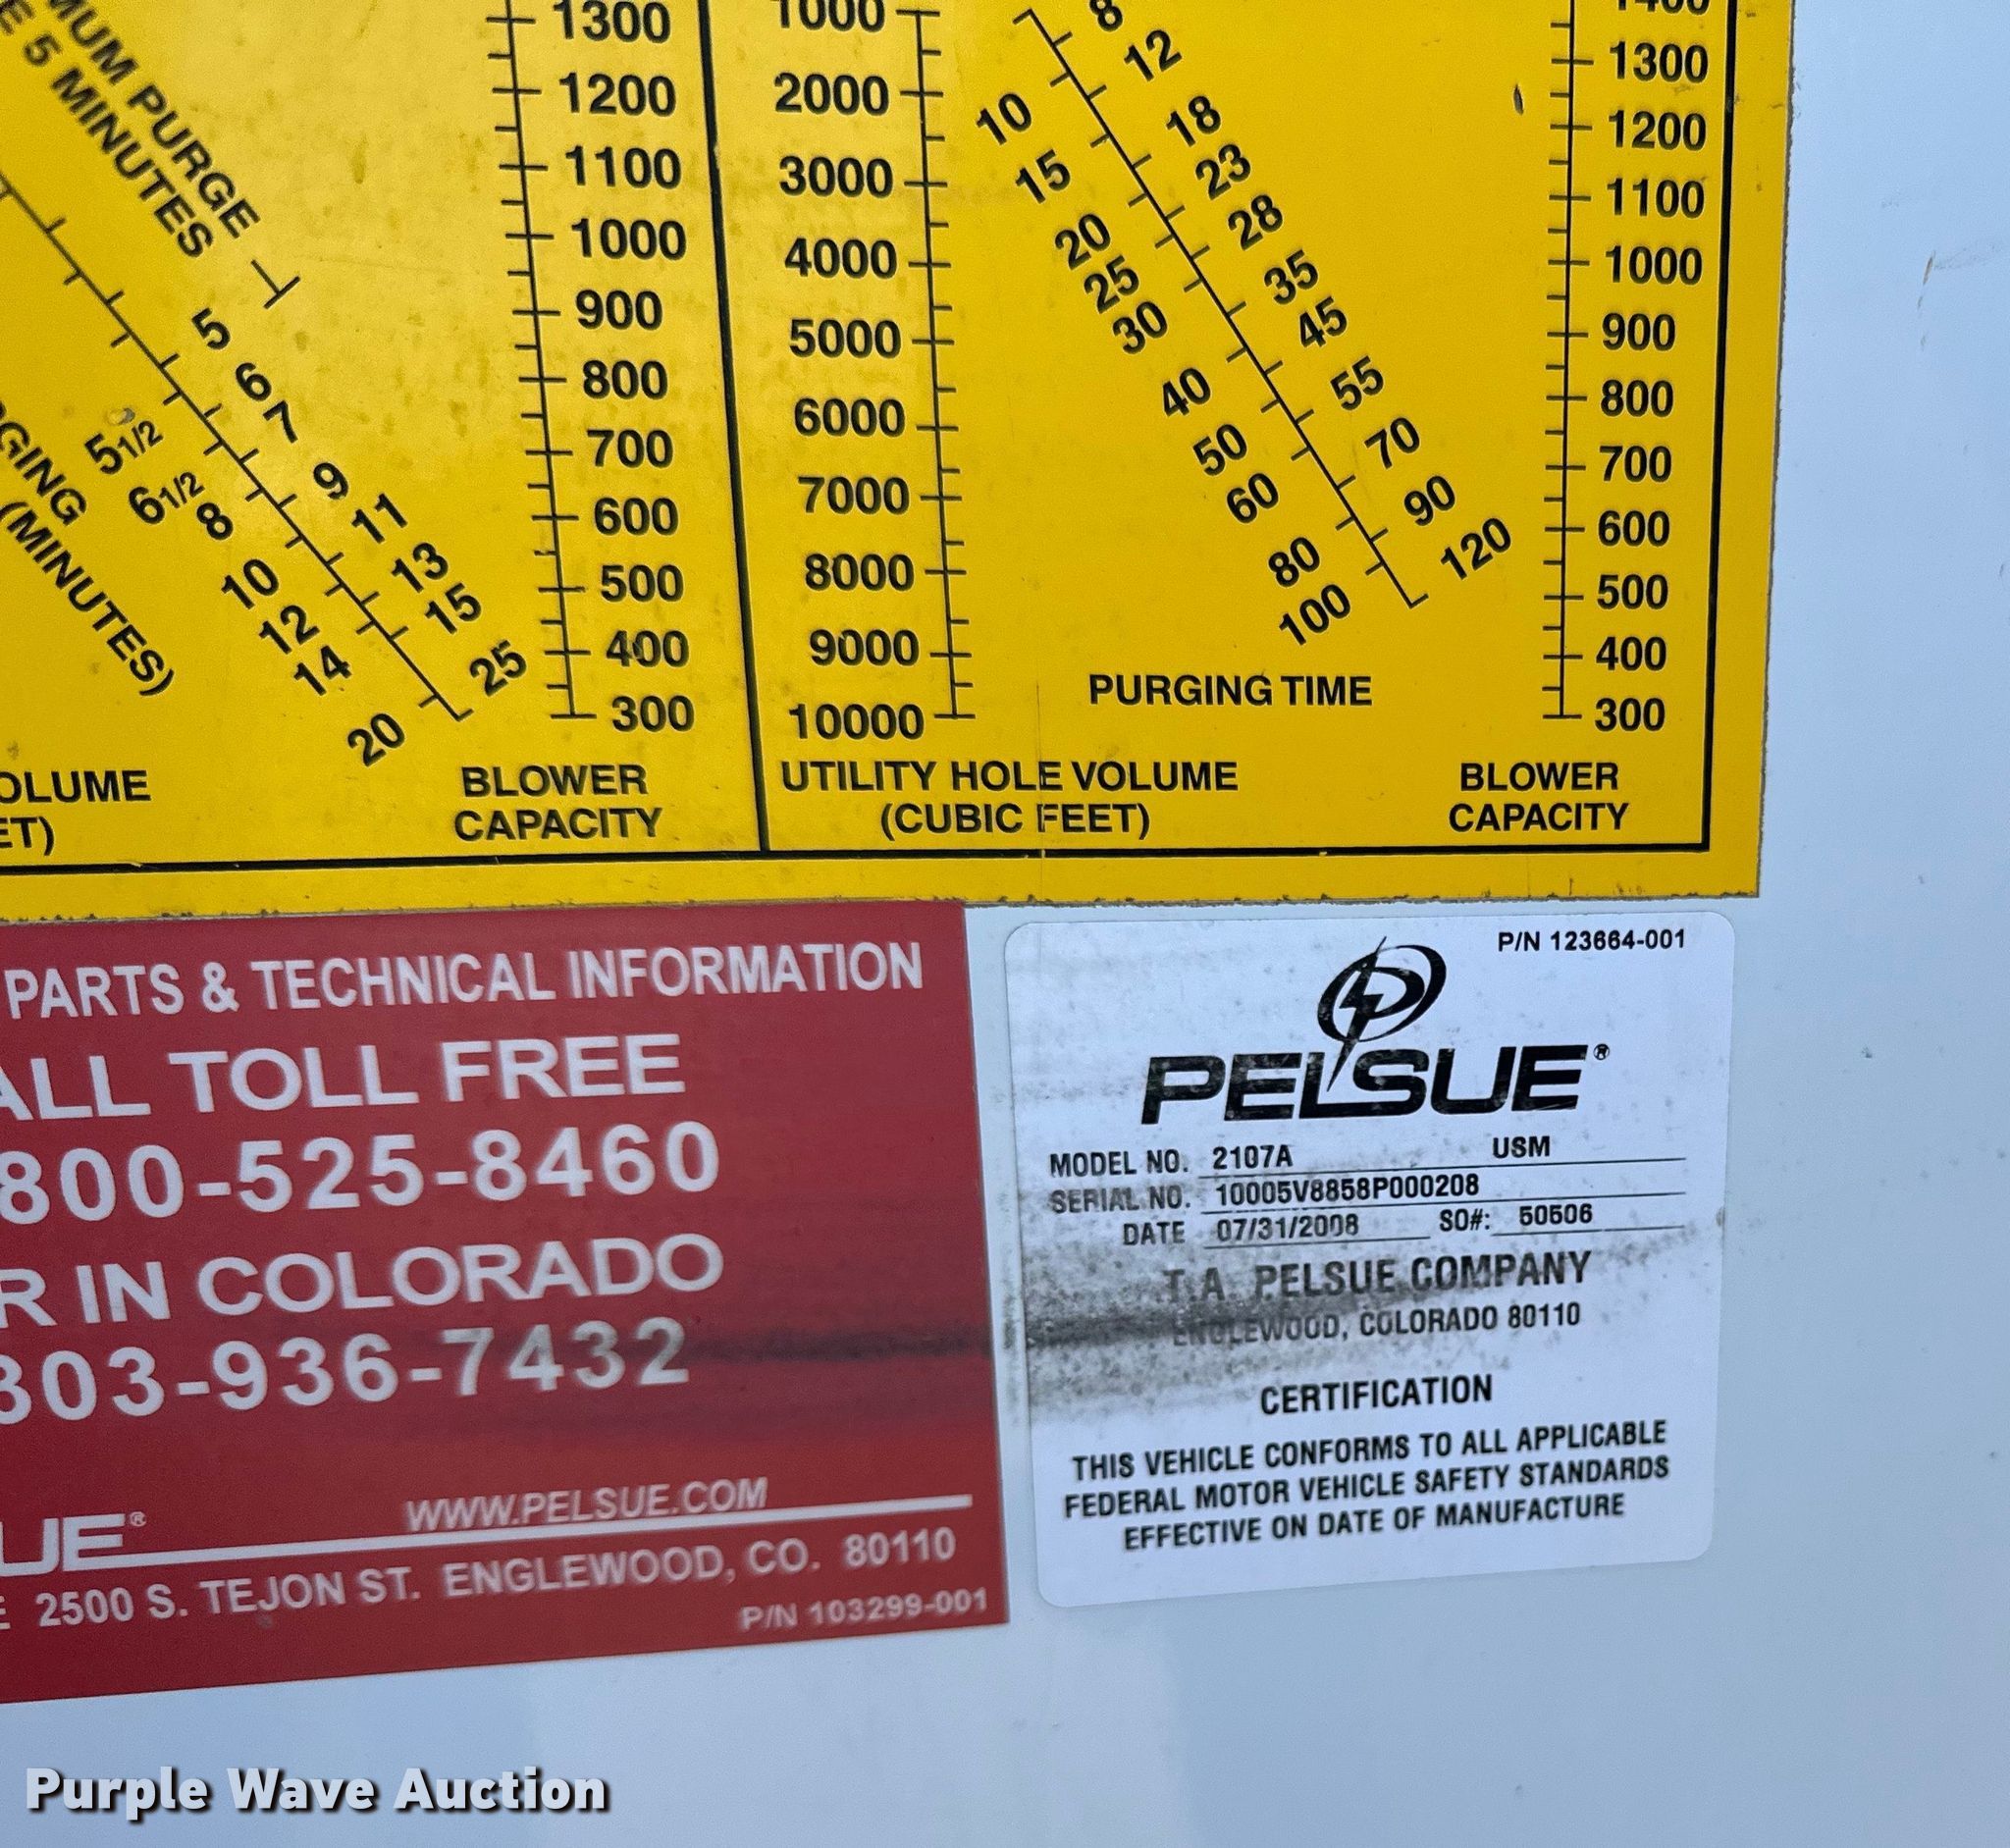 MUM PURGE
E 5 MINUTES
5
6
7
9
11
13
15
25
5 1/2
6 1/2
8
10
12
14
20
GING
(MINUTES)
OLUME
ET)
1300
1200
1100
1000
900
800
700
600
500
400
300
BLOWER
CAPACITY
1000
2000
3000
4000
5000
6000
7000
8000
9000
10000
UTILITY HOLE VOLUME
(CUBIC FEET)
8
12
18
23
28
35
45
55
70
90
120
10
15
20
25
30
40
50
60
80
100
PURGING TIME
1400
1300
1200
1100
1000
900
800
700
600
500
400
300
BLOWER
CAPACITY
PARTS & TECHNICAL INFORMATION
ALL TOLL FREE
800-525-8460
R IN COLORADO
303-936-7432
WWW.PELSUE.COM
UE®
E 2500 S. TEJON ST. ENGLEWOOD, CO. 80110
P/N 103299-001
P/N 123664-001
PELSUE®
MODEL NO. 2107A USM
SERIAL NO. 10005V8858P000208
DATE 07/31/2008 SO#: 50506
T.A. PELSUE COMPANY
ENGLEWOOD, COLORADO 80110
CERTIFICATION
THIS VEHICLE CONFORMS TO ALL APPLICABLE
FEDERAL MOTOR VEHICLE SAFETY STANDARDS
EFFECTIVE ON DATE OF MANUFACTURE
Purple Wave Auction